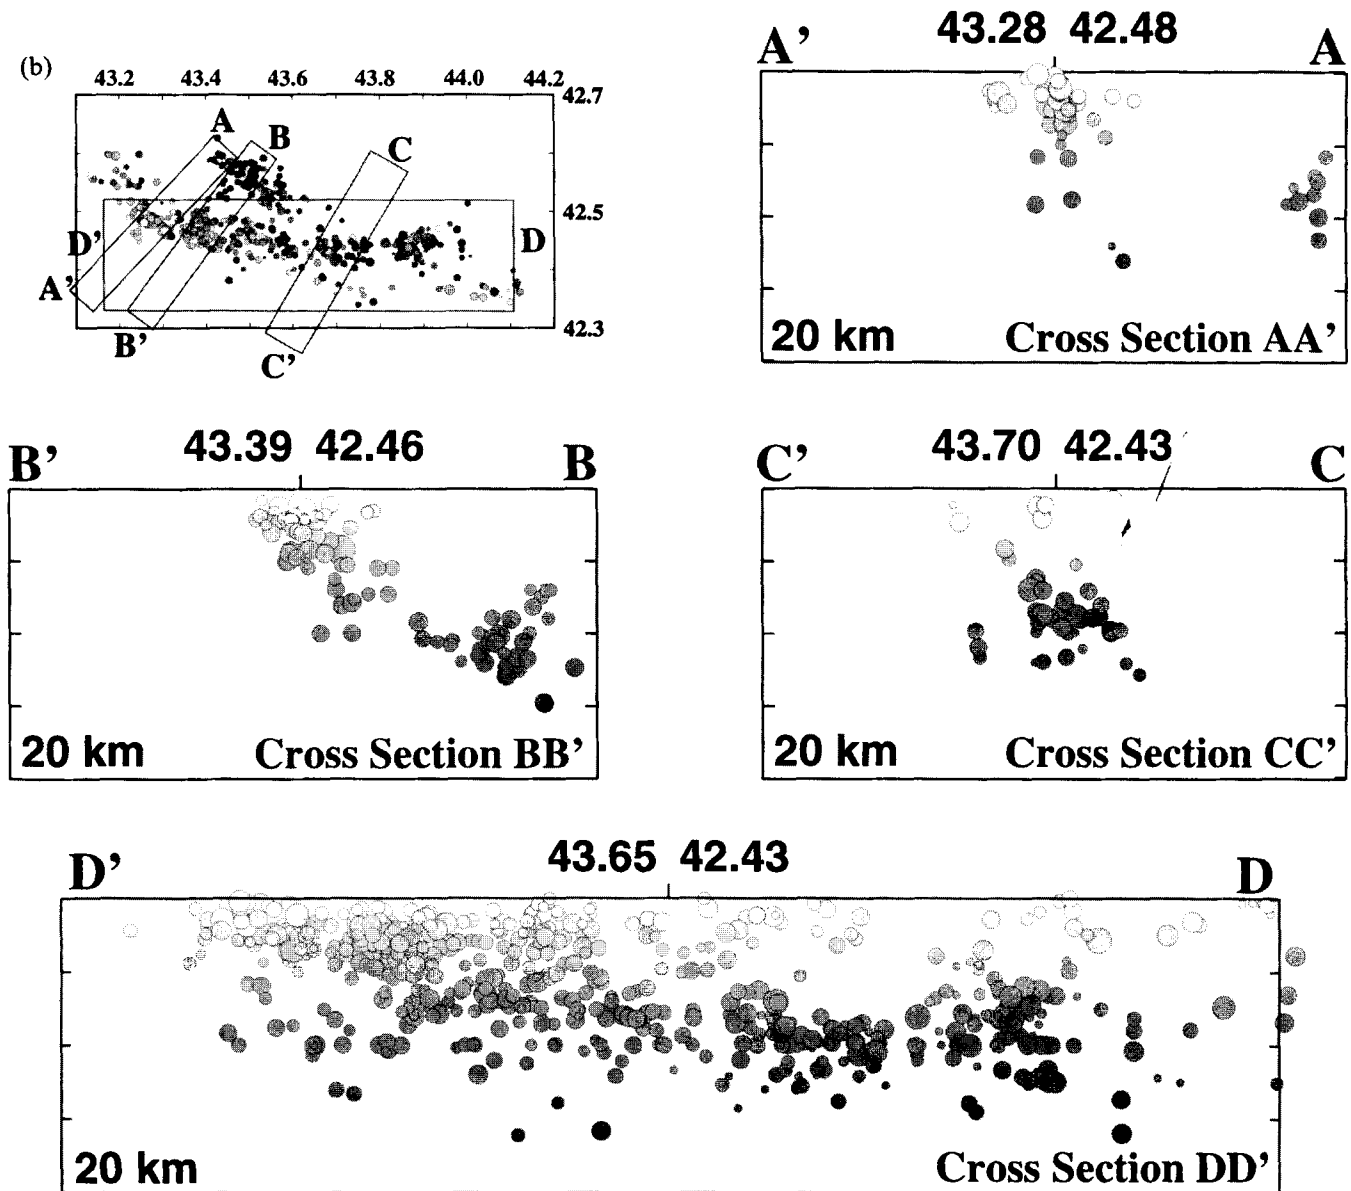 (b)
43.2 43.4 43.6 43.8 44.0 44.2
42.7
A
B
C
42.5
D'
D
A'
42.3
B'
C'
A' 43.28 42.48 A
20 km Cross Section AA'
B' 43.39 42.46 B
20 km Cross Section BB'
C' 43.70 42.43 C
20 km Cross Section CC'
D' 43.65 42.43 D
20 km Cross Section DD'